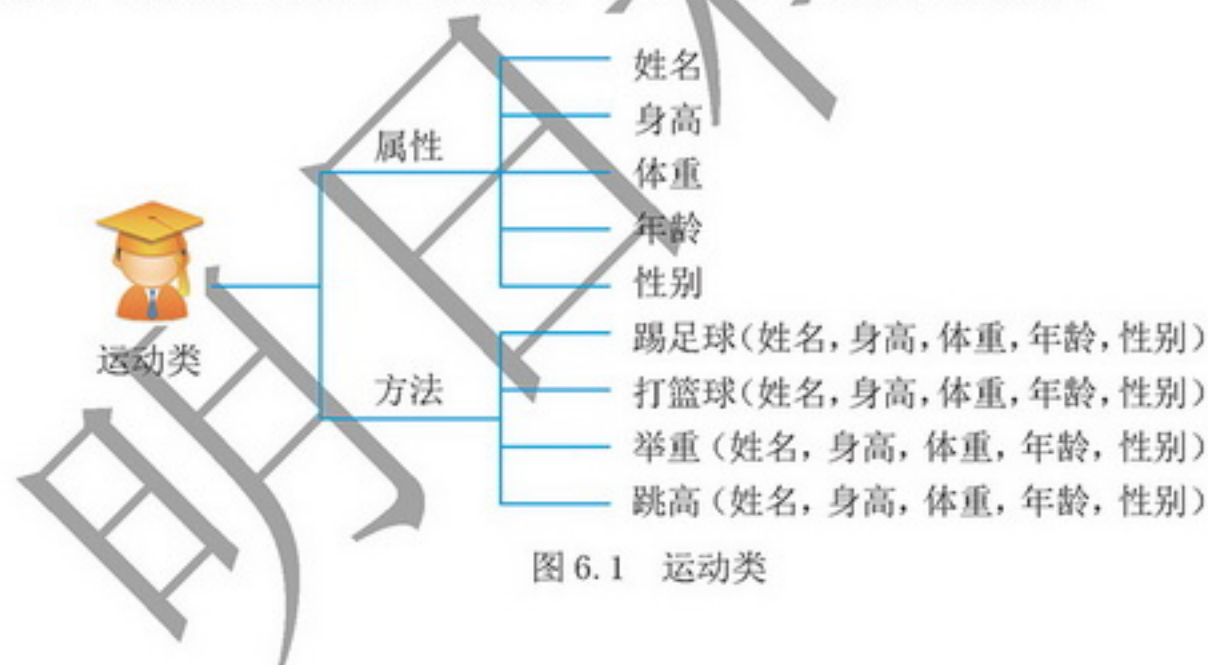 姓名
身高
属性
体重
年龄
性别
运动类
踢足球(姓名,身高,体重,年龄,性别)
方法
打篮球(姓名,身高,体重,年龄,性别)
举重(姓名,身高,体重,年龄,性别)
跳高(姓名,身高,体重,年龄,性别)
图 6.1 运动类